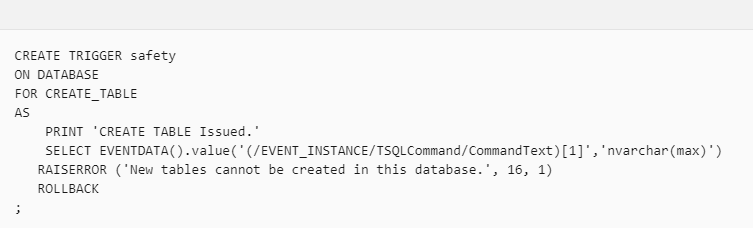 CREATE TRIGGER safety
ON DATABASE
FOR CREATE_TABLE
AS
    PRINT 'CREATE TABLE Issued.'
    SELECT EVENTDATA().value('(/EVENT_INSTANCE/TSQLCommand/CommandText)[1]','nvarchar(max)')
   RAISERROR ('New tables cannot be created in this database.', 16, 1)
   ROLLBACK
;